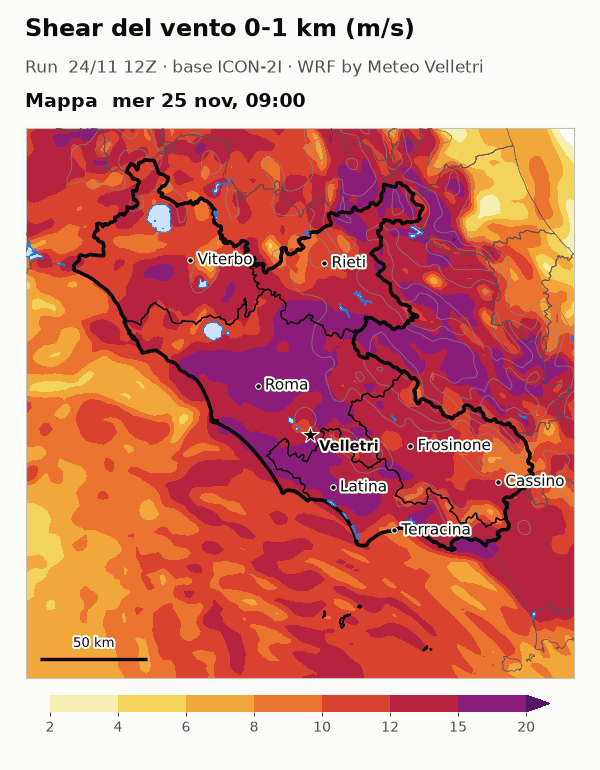 Shear del vento 0-1 km (m/s)
Run  24/11 12Z · base ICON-2I · WRF by Meteo Velletri
Mappa  mer 25 nov, 09:00
Viterbo
Rieti
Roma
Velletri
Frosinone
Latina
Cassino
Terracina
50 km
2 4 6 8 10 12 15 20